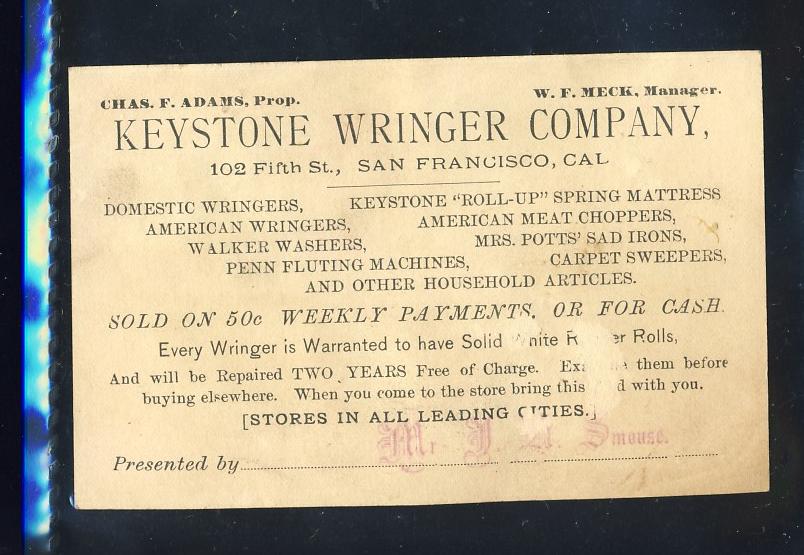 CHAS. F. ADAMS, Prop. W. F. MECK, Manager.
KEYSTONE WRINGER COMPANY,
102 Fifth St., SAN FRANCISCO, CAL
DOMESTIC WRINGERS, KEYSTONE "ROLL-UP" SPRING MATTRESS
AMERICAN WRINGERS, AMERICAN MEAT CHOPPERS,
WALKER WASHERS, MRS. POTTS' SAD IRONS,
PENN FLUTING MACHINES, CARPET SWEEPERS,
AND OTHER HOUSEHOLD ARTICLES.
SOLD ON 50c WEEKLY PAYMENTS, OR FOR CASH.
Every Wringer is Warranted to have Solid Rolls,
And will be Repaired TWO YEARS Free of Charge. them before
buying elsewhere. When you come to the store bring this with you.
[STORES IN ALL LEADING CITIES.]
Mr J. Smouse.
Presented by